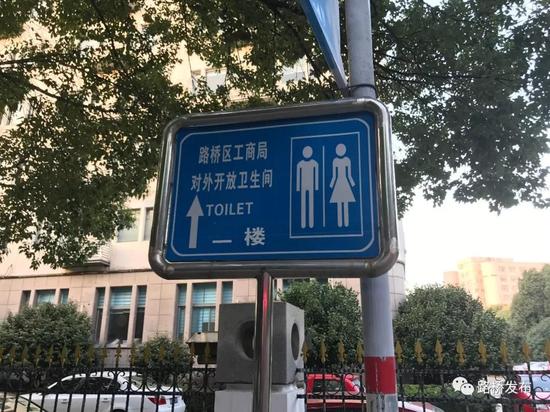 路桥区工商局
对外开放卫生间
TOILET
一楼
路桥发布